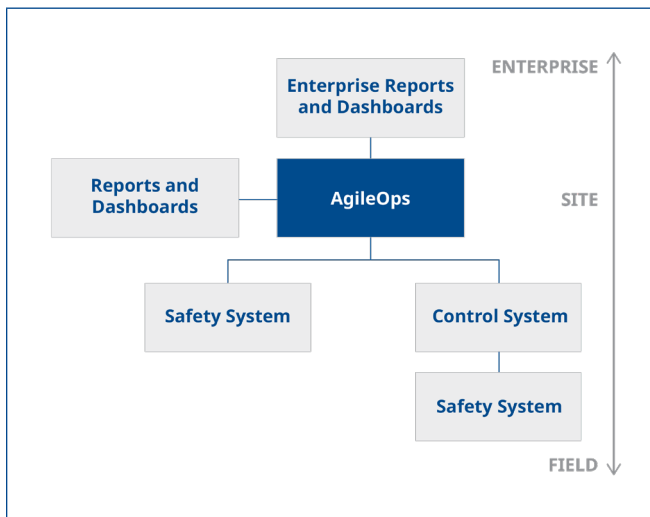 ENTERPRISE
Enterprise Reports
and Dashboards
Reports and
Dashboards
AgileOps
SITE
Safety System
Control System
Safety System
FIELD